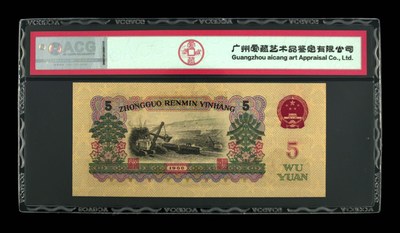 ACG
广州爱藏艺术品鉴定有限公司
Guangzhou aicang art Appraisal Co., Ltd.
5
ZHONGGUO RENMIN YINHANG
5
5
WU
YUAN
1960